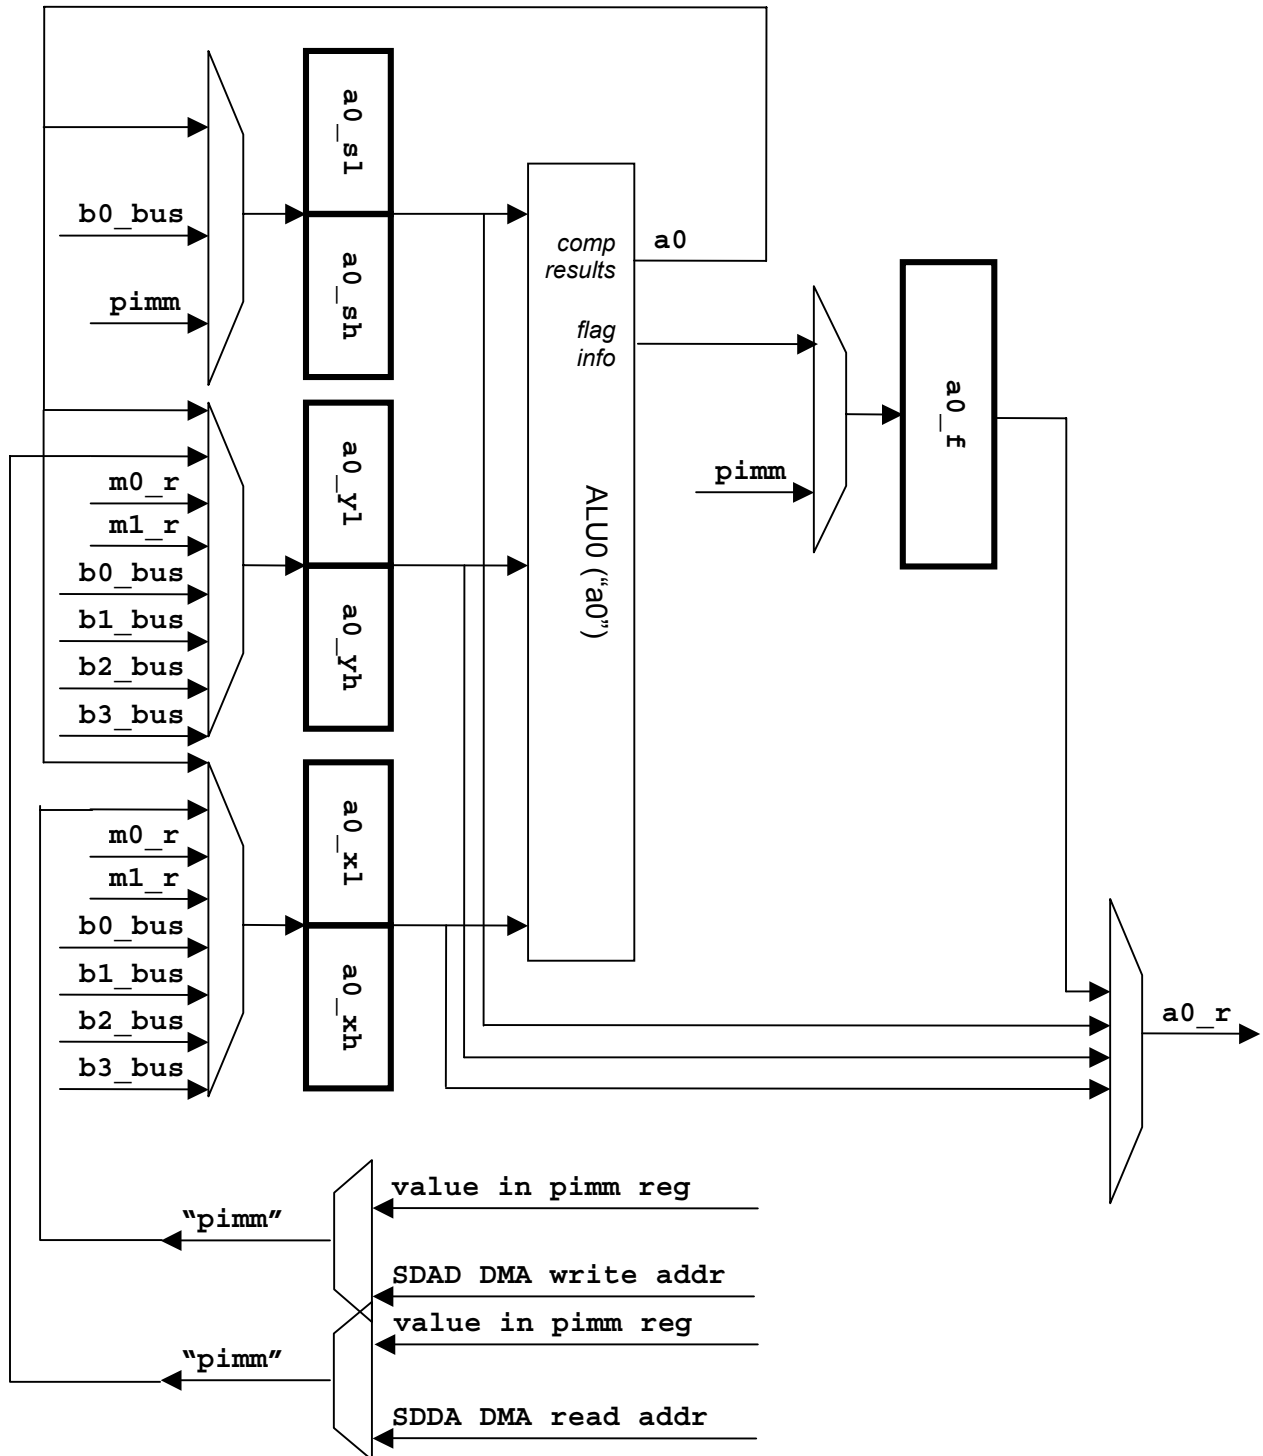 a0_sl
a0_sh
b0_bus
pimm
comp
results
a0
flag
info
pimm
a0_f
ALU0 (“a0”)
a0_yl
a0_yh
m0_r
m1_r
b0_bus
b1_bus
b2_bus
b3_bus
a0_xl
a0_xh
m0_r
m1_r
b0_bus
b1_bus
b2_bus
b3_bus
a0_r
value in pimm reg
“pimm”
SDAD DMA write addr
value in pimm reg
“pimm”
SDDA DMA read addr